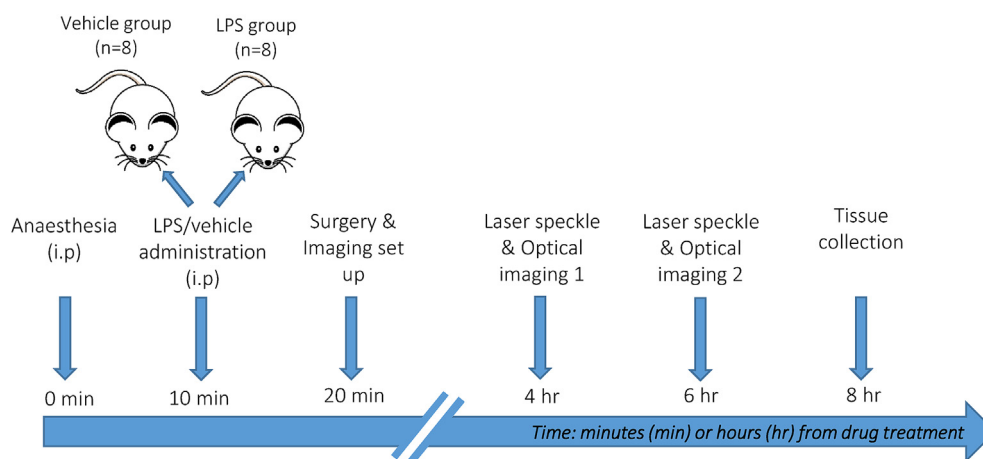 Vehicle group
(n=8)
LPS group
(n=8)
Anaesthesia
(i.p)
LPS/vehicle
administration
(i.p)
Surgery &
Imaging set
up
Laser speckle
& Optical
imaging 1
Laser speckle
& Optical
imaging 2
Tissue
collection
0 min
10 min
20 min
4 hr
6 hr
8 hr
Time: minutes (min) or hours (hr) from drug treatment